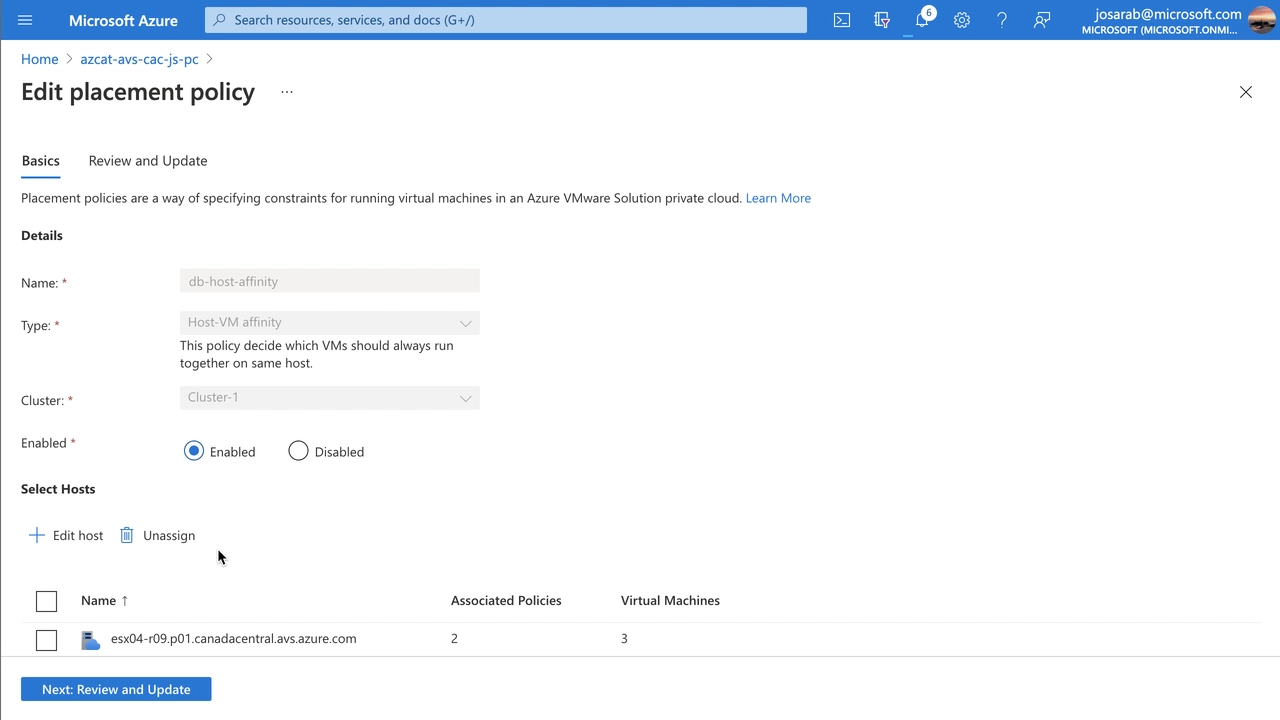 Microsoft Azure
Search resources, services, and docs (G+/)
6
josarab@microsoft.com
MICROSOFT (MICROSOFT.ONMI...
Home > azcat-avs-cac-js-pc >
Edit placement policy ...
Basics
Review and Update
Placement policies are a way of specifying constraints for running virtual machines in an Azure VMware Solution private cloud. Learn More
Details
Name: *
db-host-affinity
Type: *
Host-VM affinity
This policy decide which VMs should always run
together on same host.
Cluster: *
Cluster-1
Enabled *
Enabled
Disabled
Select Hosts
Edit host
Unassign
Name ↑
Associated Policies
Virtual Machines
esx04-r09.p01.canadacentral.avs.azure.com
2
3
Next: Review and Update